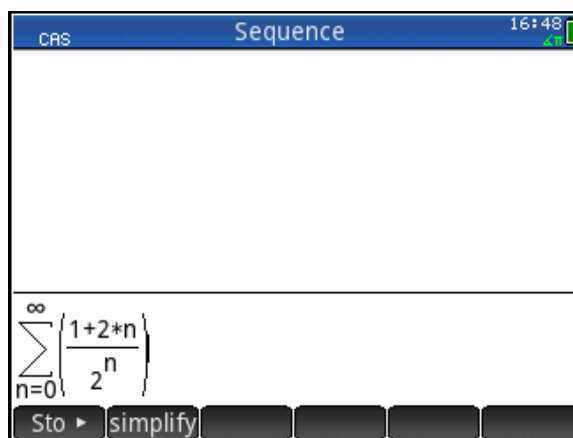 CAS Sequence 16:48
∡π
∞
∑ (1+2*n / 2^n)
n=0
Sto ► simplify